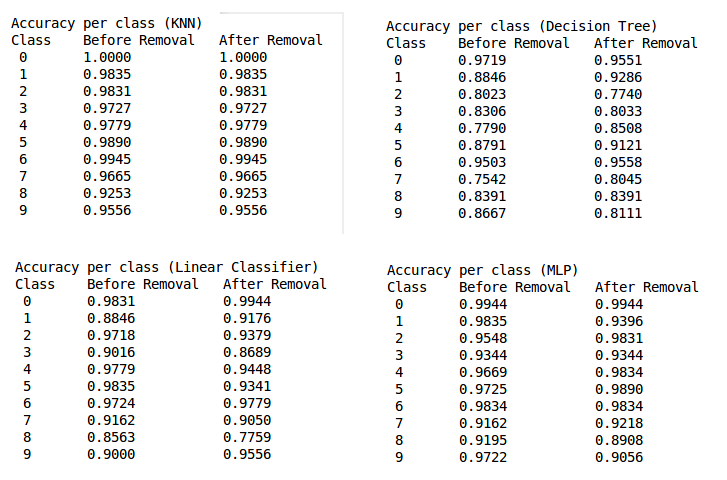 Accuracy per class (KNN)
Class Before Removal After Removal
0 1.0000 1.0000
1 0.9835 0.9835
2 0.9831 0.9831
3 0.9727 0.9727
4 0.9779 0.9779
5 0.9890 0.9890
6 0.9945 0.9945
7 0.9665 0.9665
8 0.9253 0.9253
9 0.9556 0.9556
Accuracy per class (Decision Tree)
Class Before Removal After Removal
0 0.9719 0.9551
1 0.8846 0.9286
2 0.8023 0.7740
3 0.8306 0.8033
4 0.7790 0.8508
5 0.8791 0.9121
6 0.9503 0.9558
7 0.7542 0.8045
8 0.8391 0.8391
9 0.8667 0.8111
Accuracy per class (Linear Classifier)
Class Before Removal After Removal
0 0.9831 0.9944
1 0.8846 0.9176
2 0.9718 0.9379
3 0.9016 0.8689
4 0.9779 0.9448
5 0.9835 0.9341
6 0.9724 0.9779
7 0.9162 0.9050
8 0.8563 0.7759
9 0.9000 0.9556
Accuracy per class (MLP)
Class Before Removal After Removal
0 0.9944 0.9944
1 0.9835 0.9396
2 0.9548 0.9831
3 0.9344 0.9344
4 0.9669 0.9834
5 0.9725 0.9890
6 0.9834 0.9834
7 0.9162 0.9218
8 0.9195 0.8908
9 0.9722 0.9056